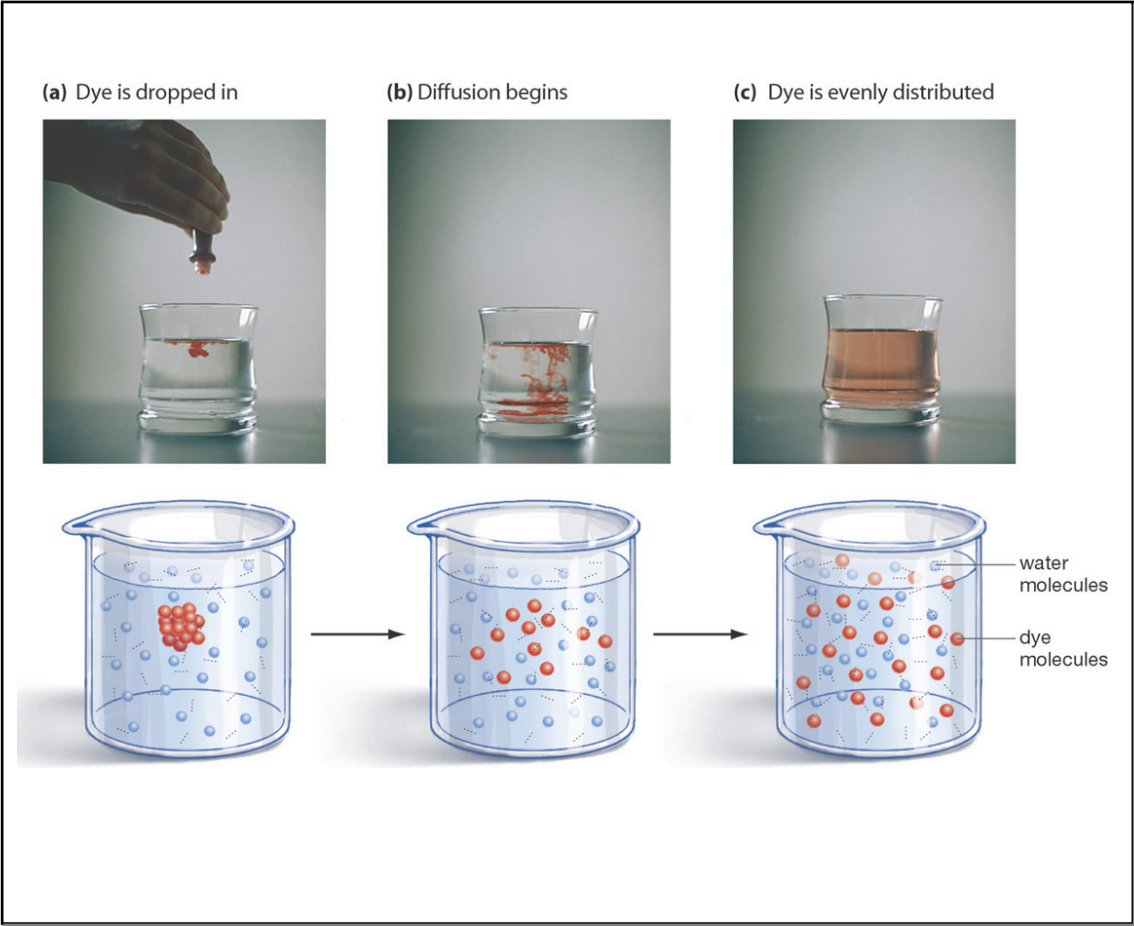 (a) Dye is dropped in
(b) Diffusion begins
(c) Dye is evenly distributed
water
molecules
dye
molecules